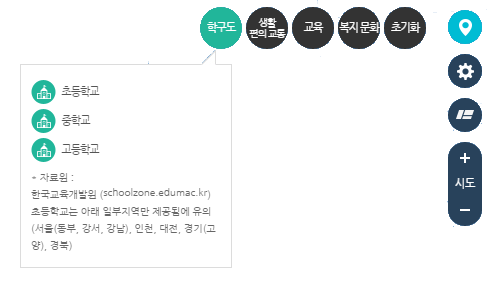 학구도
생활
편의 교통
교육
복지 문화
초기화
초등학교
중학교
고등학교
+ 자료원 :
한국교육개발원 (schoolzone.edumac.kr)
초등학교는 아래 일부지역만 제공됨에 유의
(서울(동부, 강서, 강남), 인천, 대전, 경기(고
양), 경북)
+
시도
−